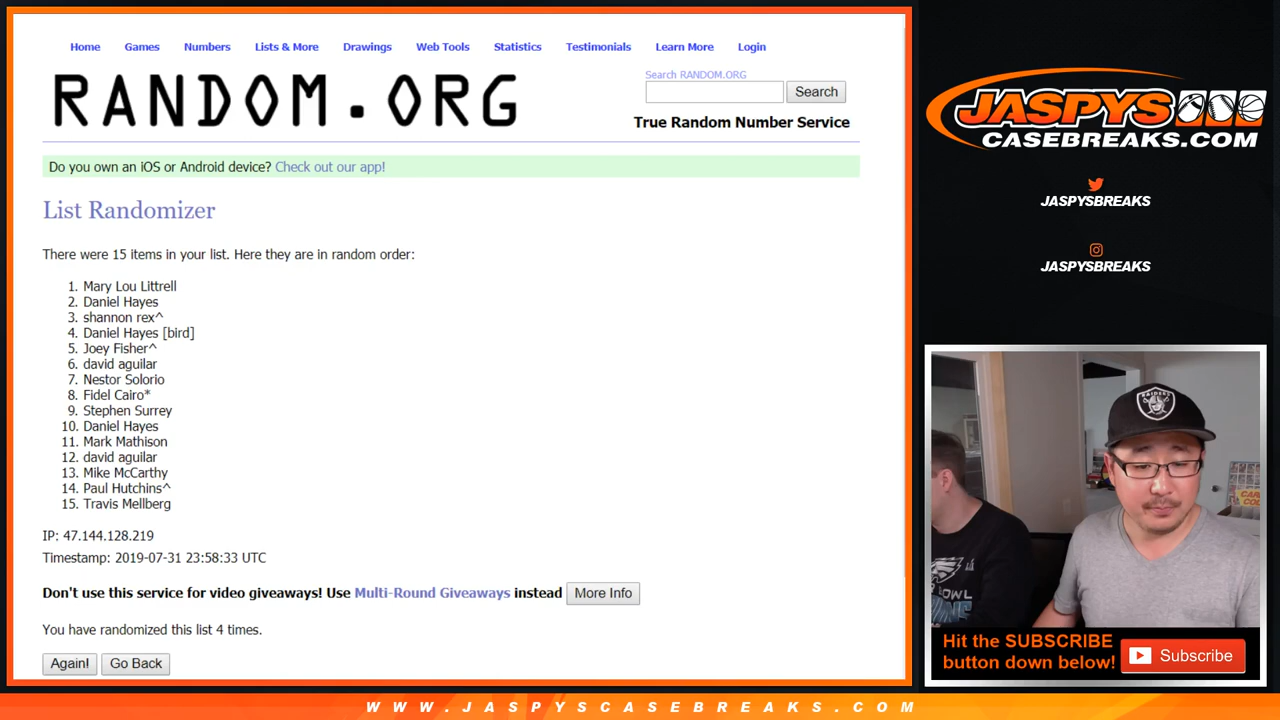 Home Games Numbers Lists & More Drawings Web Tools Statistics Testimonials Learn More Login
RANDOM.ORG
Search RANDOM.ORG
Search
True Random Number Service
Do you own an iOS or Android device? Check out our app!
List Randomizer
There were 15 items in your list. Here they are in random order:
1. Mary Lou Littrell
2. Daniel Hayes
3. shannon rex^
4. Daniel Hayes [bird]
5. Joey Fisher^
6. david aguilar
7. Nestor Solorio
8. Fidel Cairo*
9. Stephen Surrey
10. Daniel Hayes
11. Mark Mathison
12. david aguilar
13. Mike McCarthy
14. Paul Hutchins^
15. Travis Mellberg
IP: 47.144.128.219
Timestamp: 2019-07-31 23:58:33 UTC
Don't use this service for video giveaways! Use Multi-Round Giveaways instead More Info
You have randomized this list 4 times.
Again! Go Back
JASPYS
CASEBREAKS.COM
JASPYSBREAKS
JASPYSBREAKS
RAIDERS
Hit the SUBSCRIBE
button down below!
Subscribe
WWW.JASPYSCASEBREAKS.COM